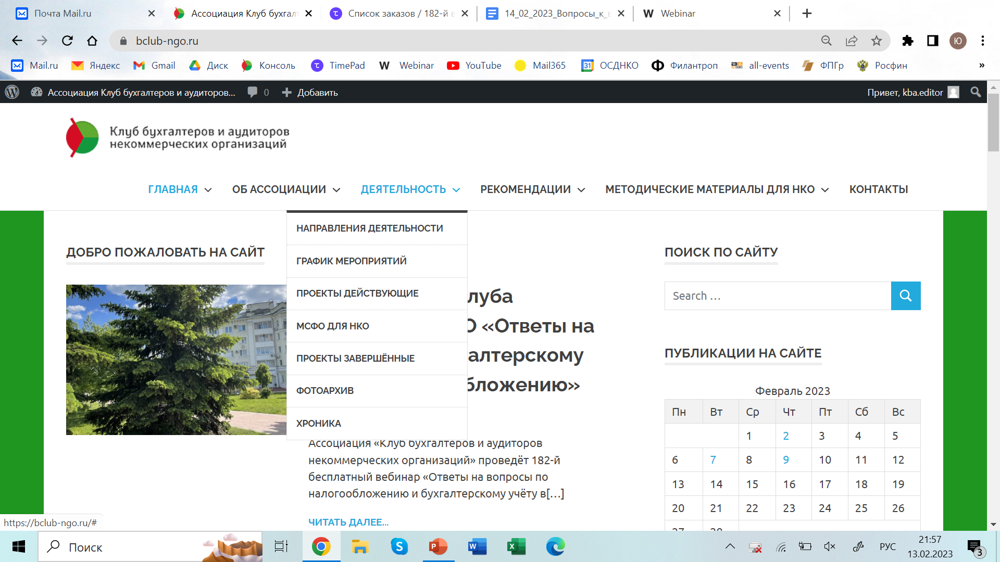 Почта Mail.ru
Ассоциация Клуб бухгал
Список заказов / 182-й
14_02_2023_Вопросы_к_
Webinar
bclub-ngo.ru
Ю
Mail.ru
Яндекс
Gmail
Диск
Консоль
TimePad
Webinar
YouTube
Mail365
31
ОСДНКО
Филантроп
all-events
ФПГр
Росфин
»
Ассоциация Клуб бухгалтеров и аудиторов...
0
Добавить
Привет, kba.editor
Клуб бухгалтеров и аудиторов
некоммерческих организаций
ГЛАВНАЯ
ОБ АССОЦИАЦИИ
ДЕЯТЕЛЬНОСТЬ
РЕКОМЕНДАЦИИ
МЕТОДИЧЕСКИЕ МАТЕРИАЛЫ ДЛЯ НКО
КОНТАКТЫ
НАПРАВЛЕНИЯ ДЕЯТЕЛЬНОСТИ
ГРАФИК МЕРОПРИЯТИЙ
ПРОЕКТЫ ДЕЙСТВУЮЩИЕ
МСФО ДЛЯ НКО
ПРОЕКТЫ ЗАВЕРШЁННЫЕ
ФОТОАРХИВ
ХРОНИКА
ДОБРО ПОЖАЛОВАТЬ НА САЙТ
луба
О «Ответы на
алтерскому
бложению»
Ассоциация «Клуб бухгалтеров и аудиторов
некоммерческих организаций» проведёт 182-й
бесплатный вебинар «Ответы на вопросы по
налогообложению и бухгалтерскому учёту в[…]
ЧИТАТЬ ДАЛЕЕ...
ПОИСК ПО САЙТУ
Search …
ПУБЛИКАЦИИ НА САЙТЕ
Февраль 2023
Пн Вт Ср Чт Пт Сб Вс
1 2 3 4 5
6 7 8 9 10 11 12
13 14 15 16 17 18 19
20 21 22 23 24 25 26
27 28
https://bclub-ngo.ru/#
Поиск
РУС
21:57
13.02.2023
3